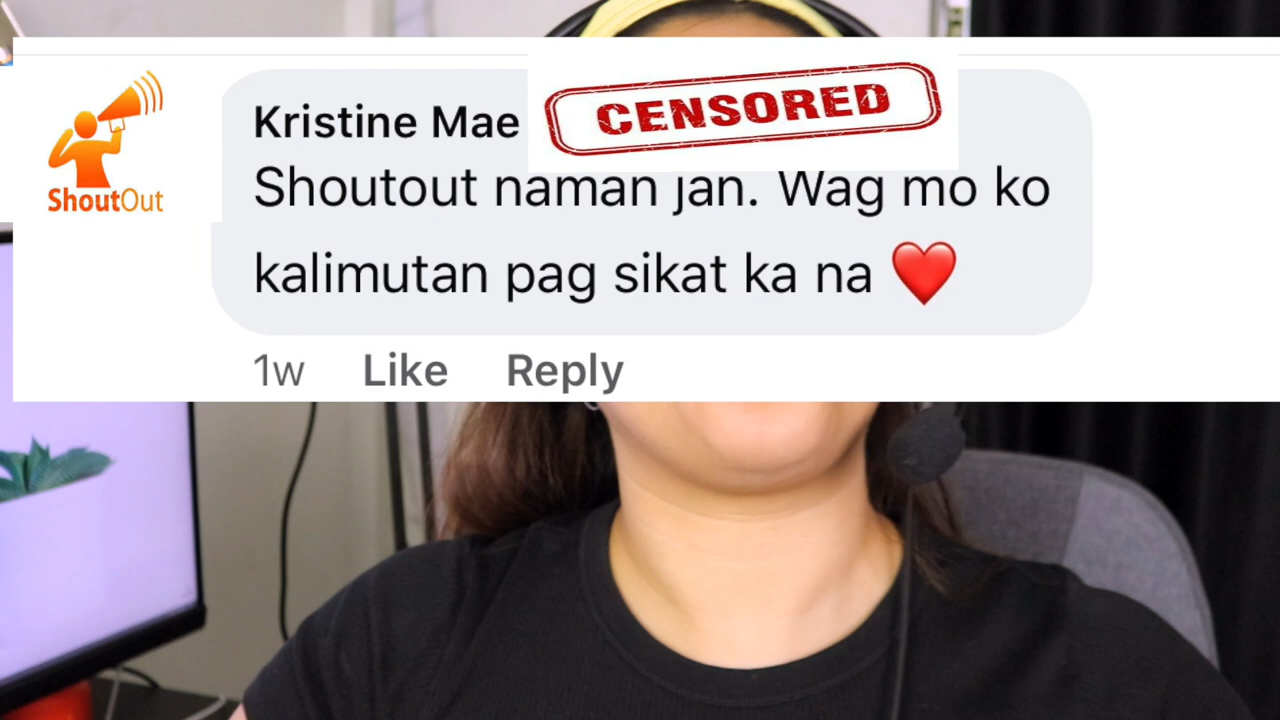 Kristine Mae
CENSORED
ShoutOut
Shoutout naman jan. Wag mo ko
kalimutan pag sikat ka na ❤️
1w Like Reply